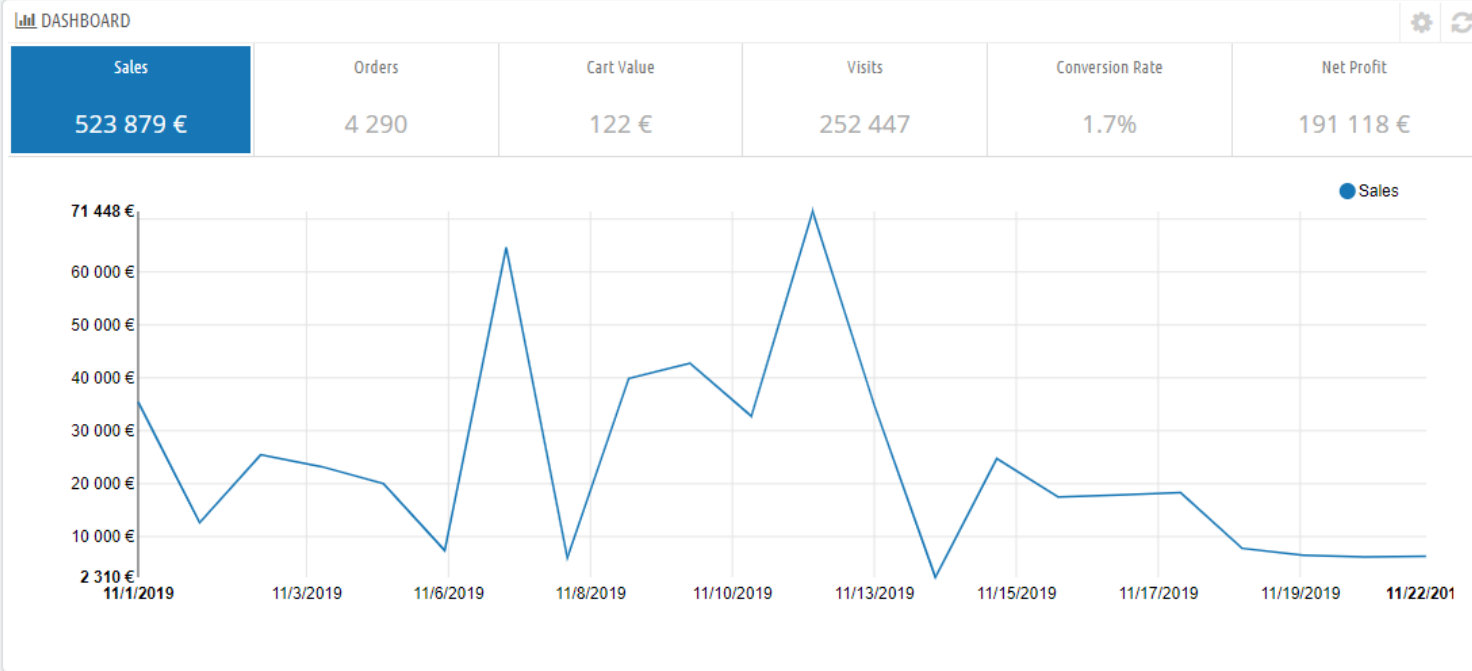 DASHBOARD
Sales Orders Cart Value Visits Conversion Rate Net Profit
523 879 € 4 290 122 € 252 447 1.7% 191 118 €
Sales
71 448 €
60 000 €
50 000 €
40 000 €
30 000 €
20 000 €
10 000 €
2 310 €
11/1/2019 11/3/2019 11/6/2019 11/8/2019 11/10/2019 11/13/2019 11/15/2019 11/17/2019 11/19/2019 11/22/201